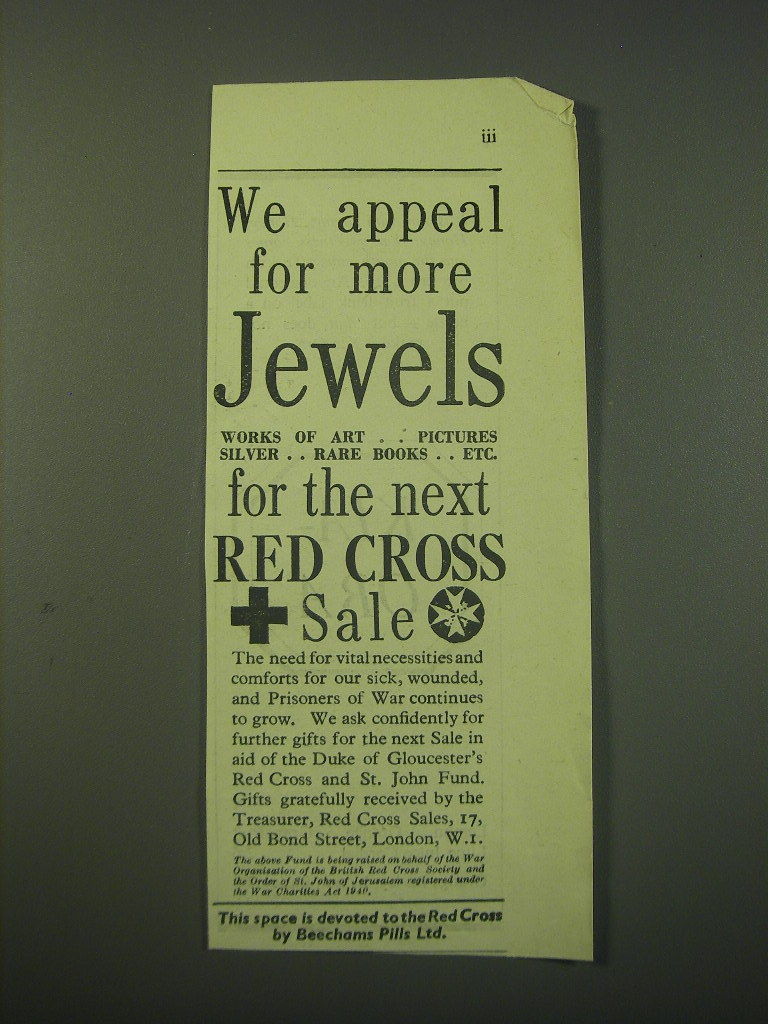 iii
We appeal
for more
Jewels
WORKS OF ART . . PICTURES
SILVER . . RARE BOOKS . . ETC.
for the next
RED CROSS
Sale
The need for vital necessities and
comforts for our sick, wounded,
and Prisoners of War continues
to grow. We ask confidently for
further gifts for the next Sale in
aid of the Duke of Gloucester's
Red Cross and St. John Fund.
Gifts gratefully received by the
Treasurer, Red Cross Sales, 17,
Old Bond Street, London, W.1.
The above Fund is being raised on behalf of the War
Organisation of the British Red Cross Society and
the Order of St. John of Jerusalem registered under
the War Charities Act 1940.
This space is devoted to the Red Cross
by Beechams Pills Ltd.